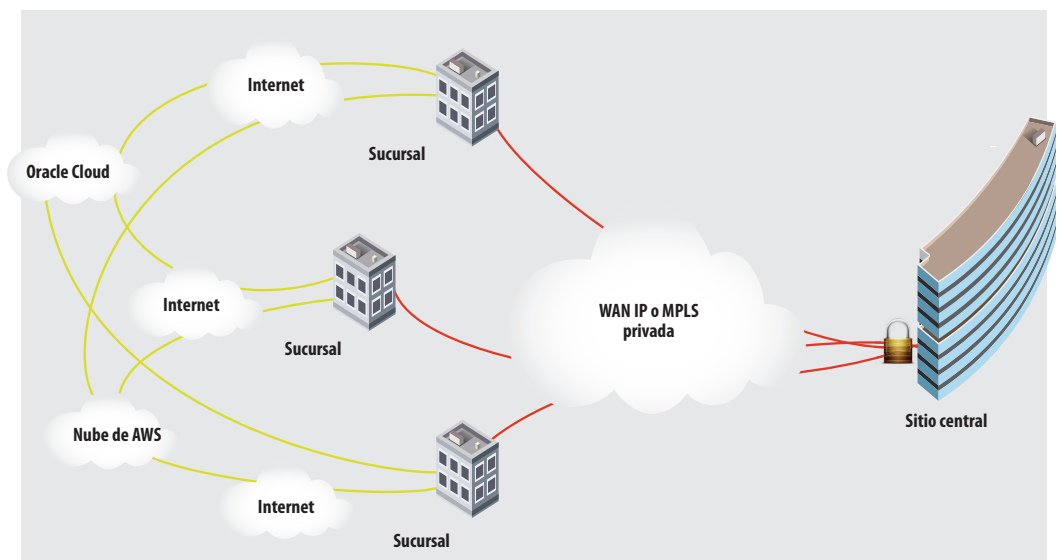 Internet
Sucursal
Oracle Cloud
Internet
Sucursal
WAN IP o MPLS
privada
Sitio central
Nube de AWS
Internet
Sucursal